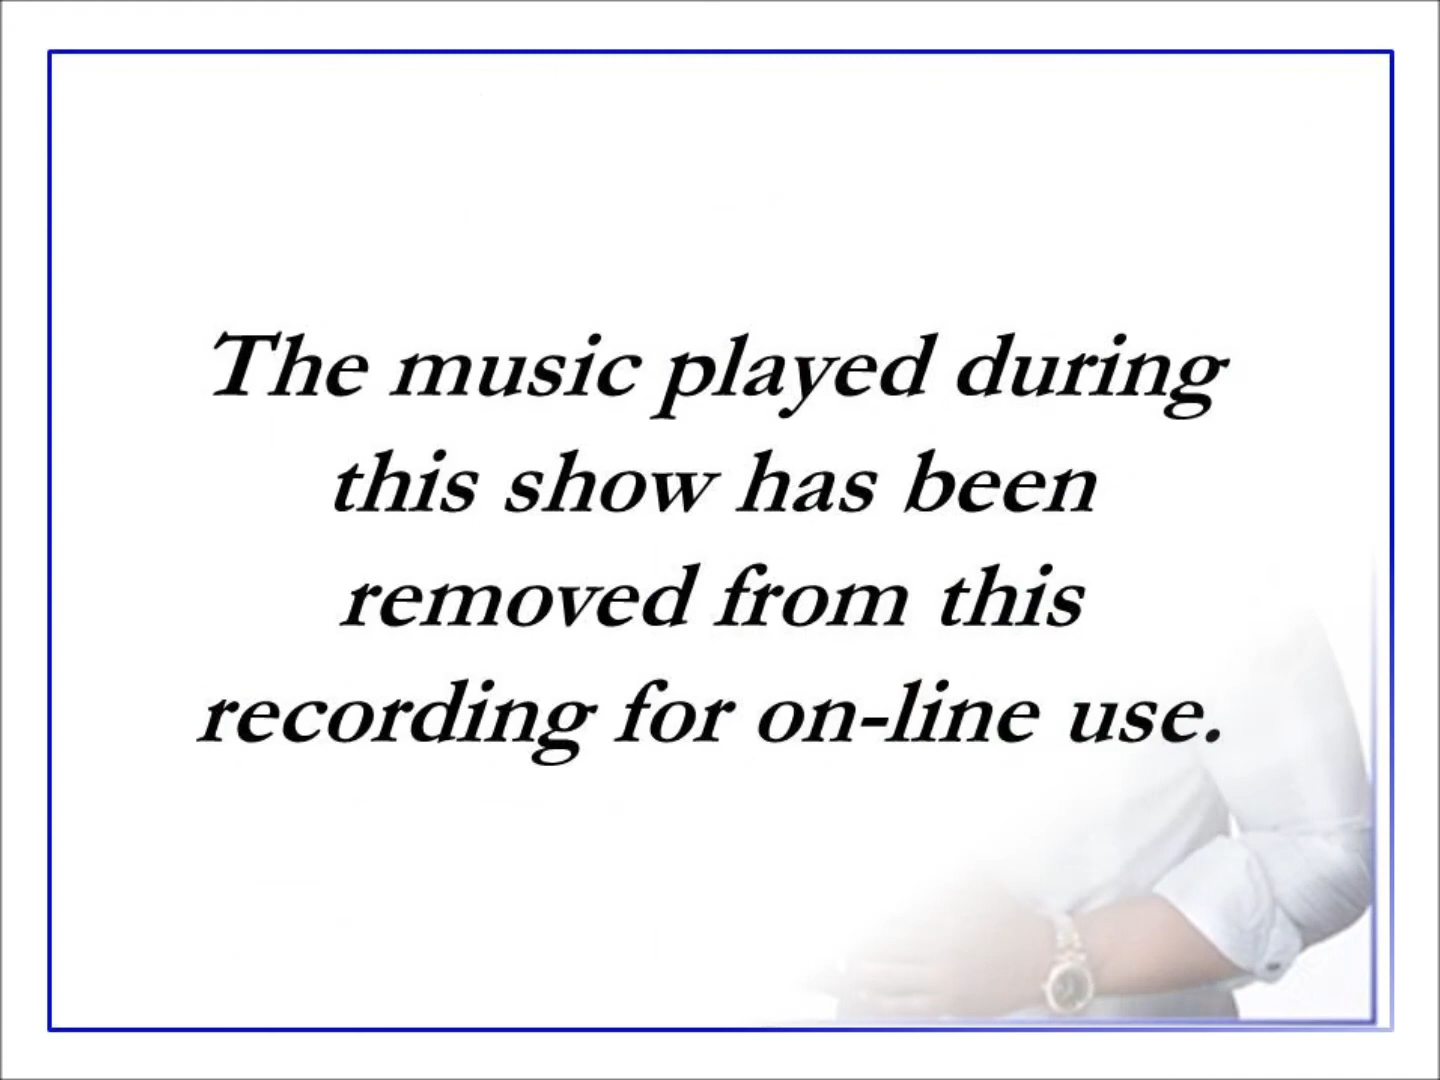 The music played during
this show has been
removed from this
recording for on-line use.